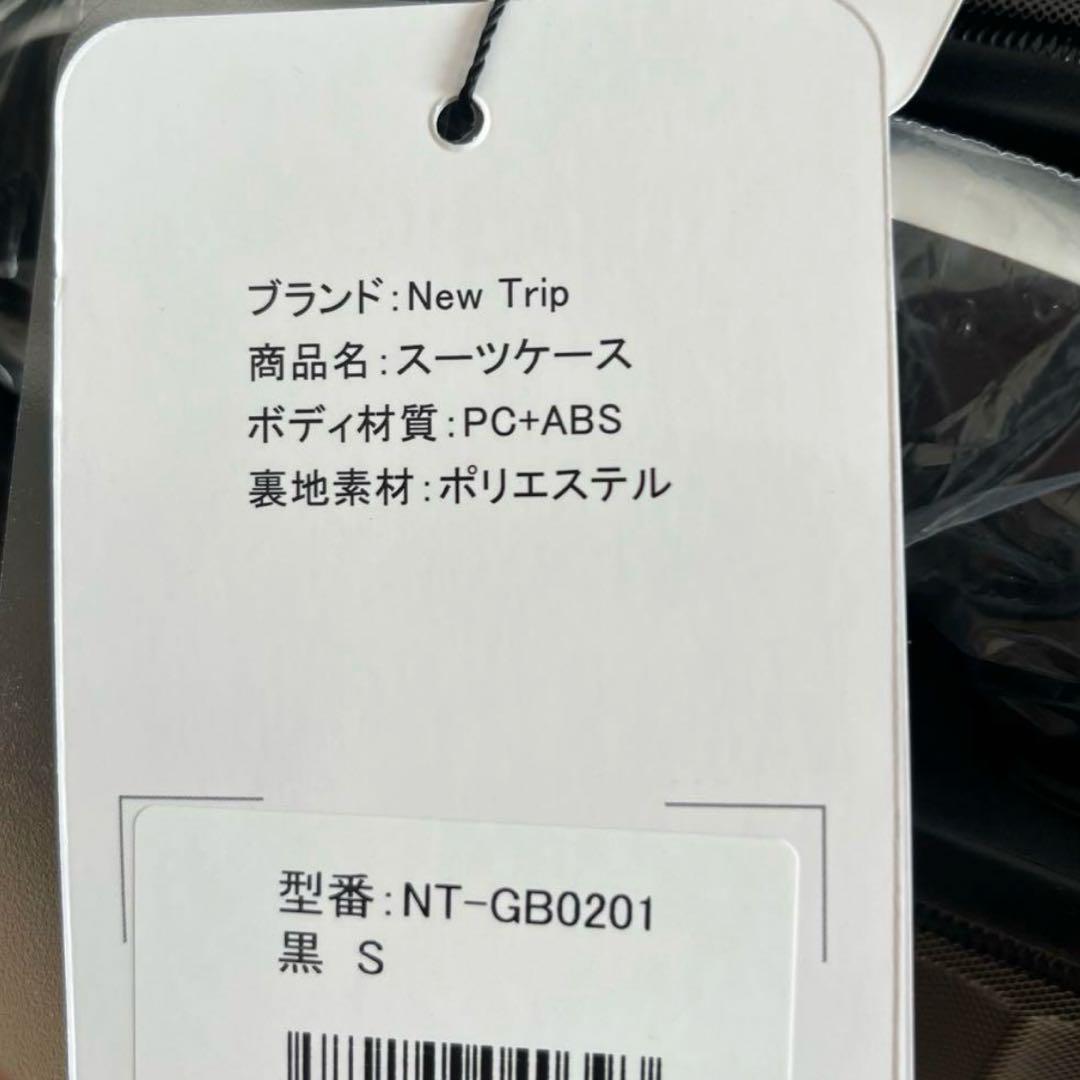 ブランド:New Trip
商品名:スーツケース
ボディ材質:PC+ABS
裏地素材:ポリエステル
型番:NT-GB0201
黒 S